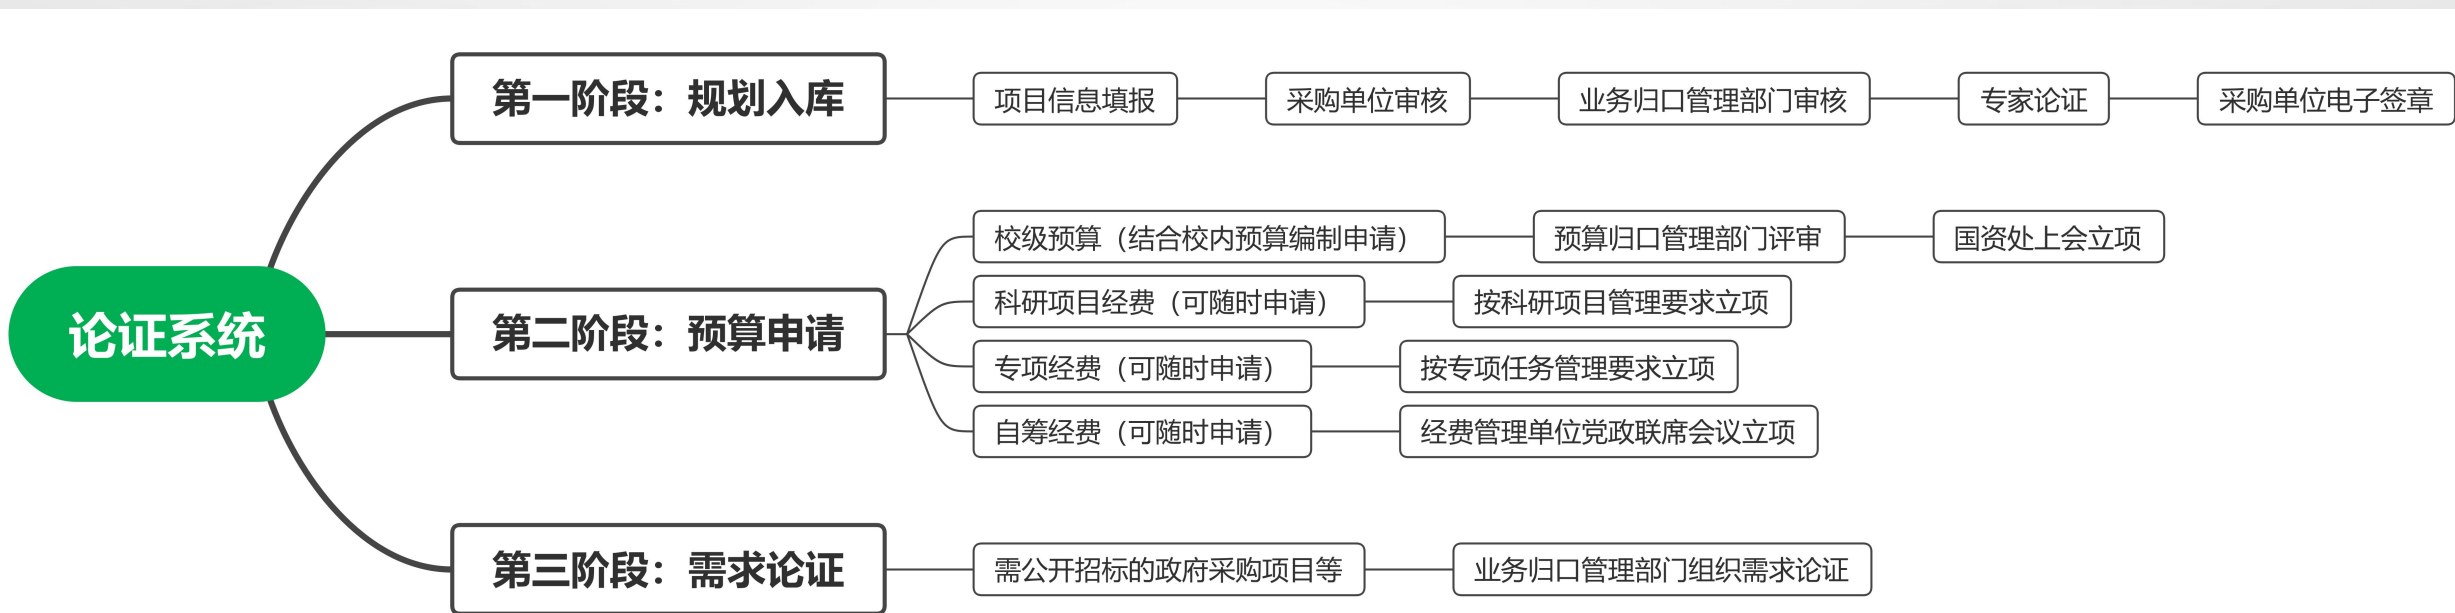 论证系统
第一阶段：规划入库
项目信息填报
采购单位审核
业务归口管理部门审核
专家论证
采购单位电子签章
第二阶段：预算申请
校级预算（结合校内预算编制申请）
预算归口管理部门评审
国资处上会立项
科研项目经费（可随时申请）
按科研项目管理要求立项
专项经费（可随时申请）
按专项任务管理要求立项
自筹经费（可随时申请）
经费管理单位党政联席会议立项
第三阶段：需求论证
需公开招标的政府采购项目等
业务归口管理部门组织需求论证